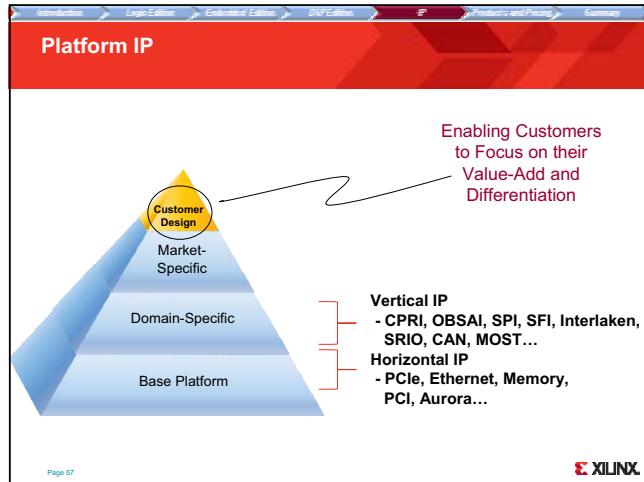 Introduction Logic Edition Embedded Edition DSP Edition IP Products and Pricing Summary
Platform IP
Enabling Customers
to Focus on their
Value-Add and
Differentiation
Customer
Design
Market-
Specific
Domain-Specific
Base Platform
Vertical IP
- CPRI, OBSAI, SPI, SFI, Interlaken,
SRIO, CAN, MOST…
Horizontal IP
- PCIe, Ethernet, Memory,
PCI, Aurora…
Page 57
XILINX